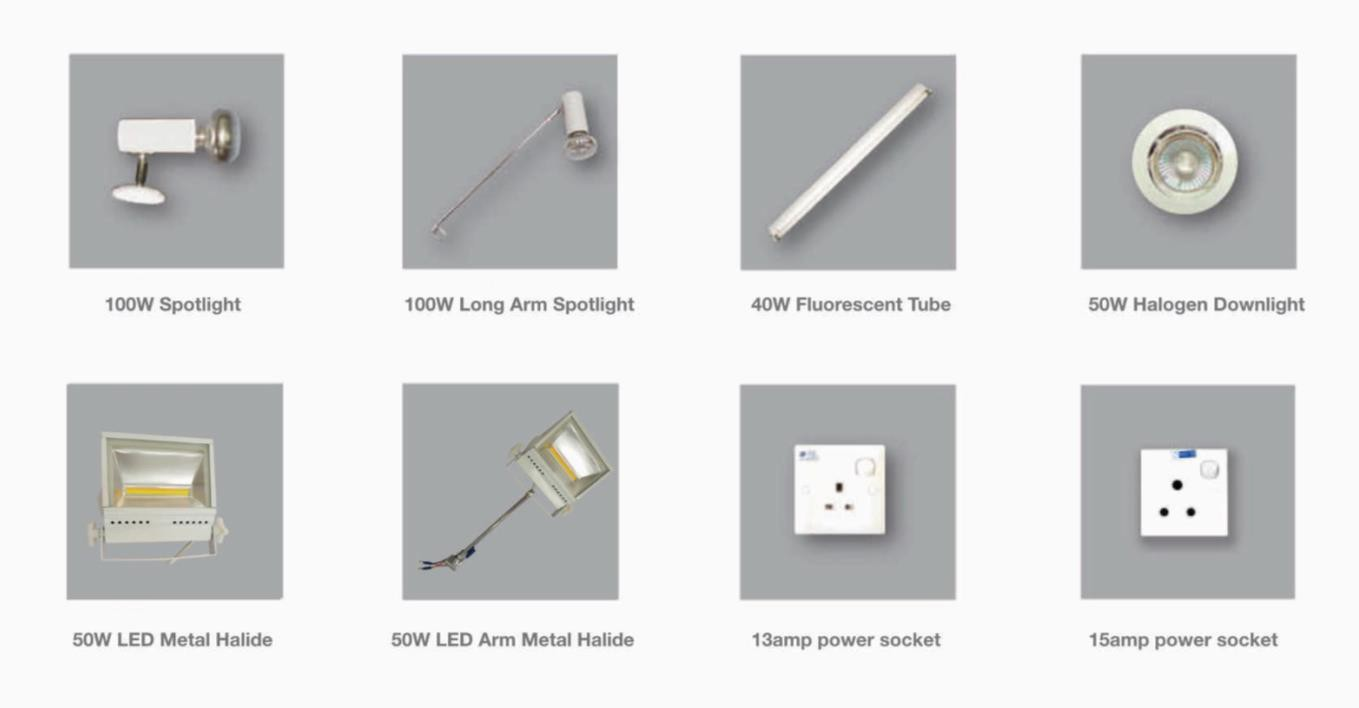 100W Spotlight
100W Long Arm Spotlight
40W Fluorescent Tube
50W Halogen Downlight
50W LED Metal Halide
50W LED Arm Metal Halide
13amp power socket
15amp power socket